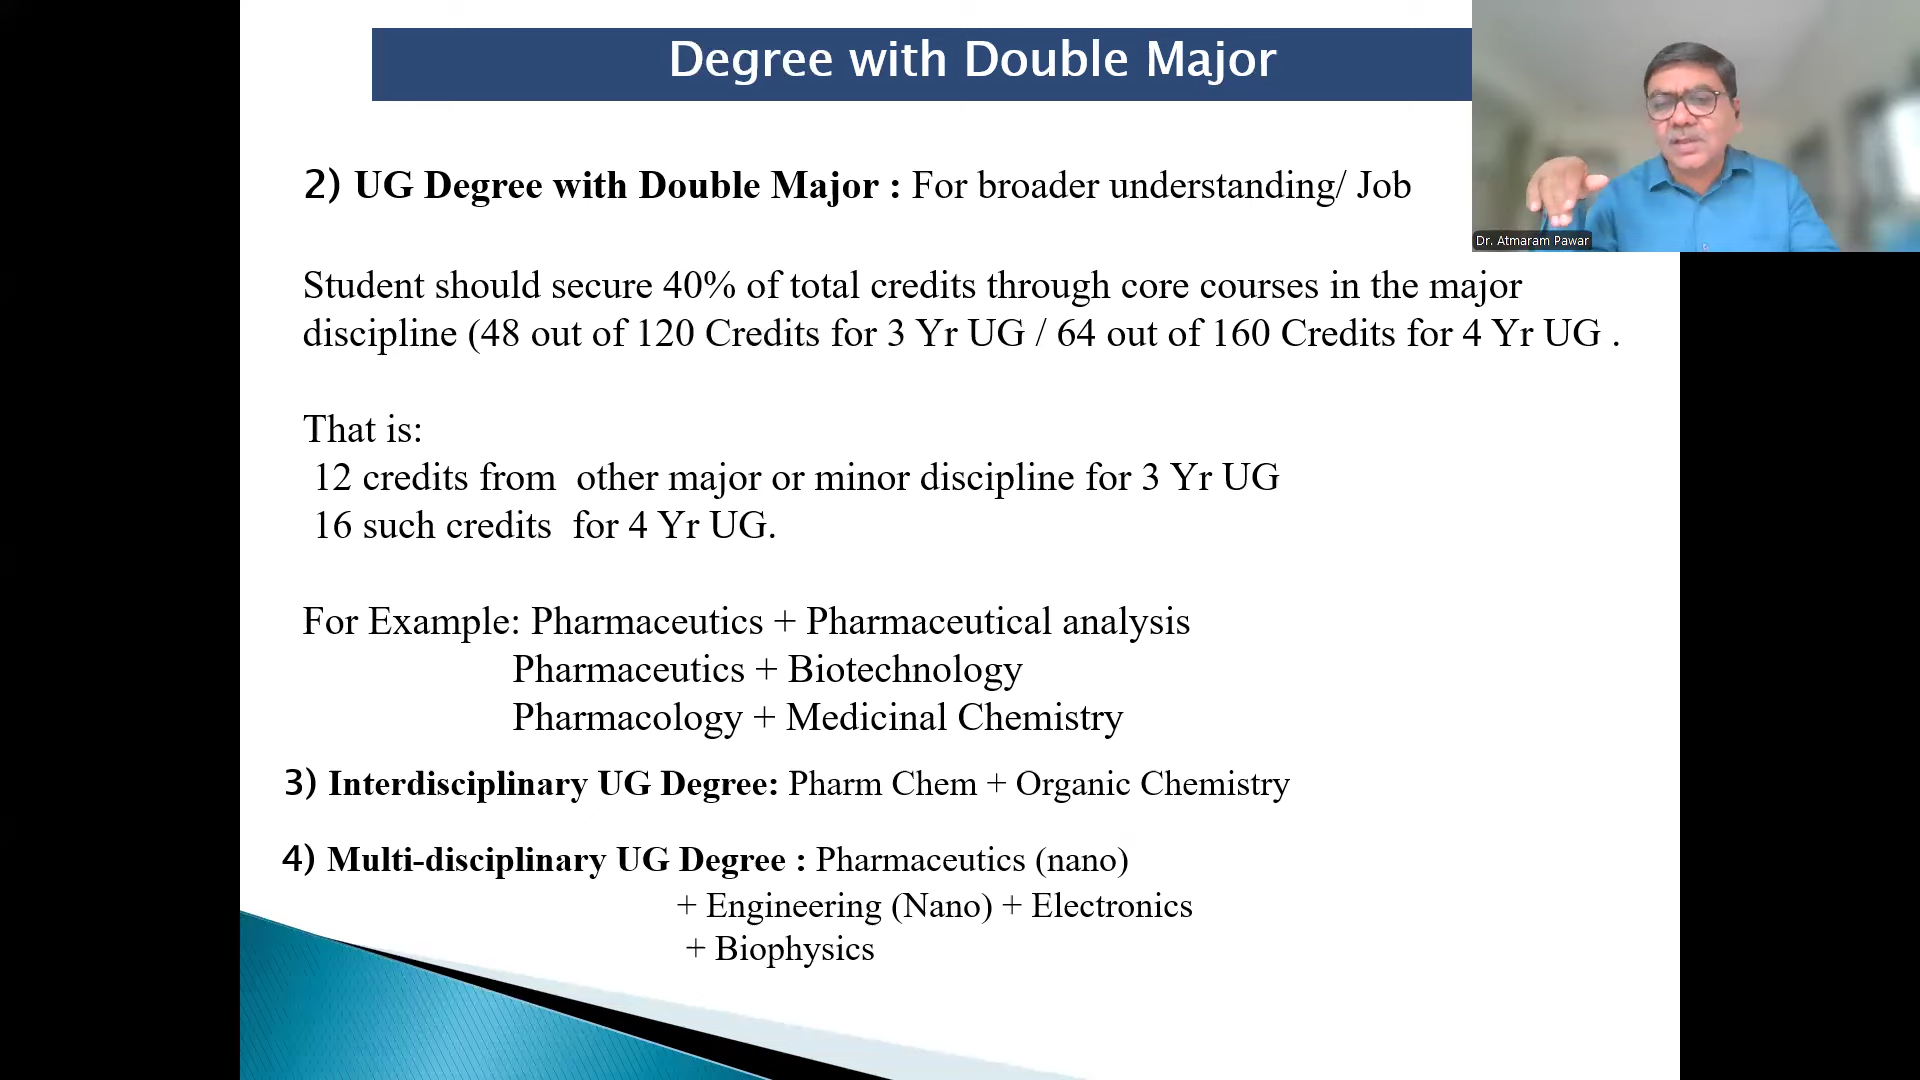 Degree with Double Major
2) UG Degree with Double Major : For broader understanding/ Job
Dr. Atmaram Pawar
Student should secure 40% of total credits through core courses in the major
discipline (48 out of 120 Credits for 3 Yr UG / 64 out of 160 Credits for 4 Yr UG .
That is:
12 credits from other major or minor discipline for 3 Yr UG
16 such credits for 4 Yr UG.
For Example: Pharmaceutics + Pharmaceutical analysis
Pharmaceutics + Biotechnology
Pharmacology + Medicinal Chemistry
3) Interdisciplinary UG Degree: Pharm Chem + Organic Chemistry
4) Multi-disciplinary UG Degree : Pharmaceutics (nano)
+ Engineering (Nano) + Electronics
+ Biophysics